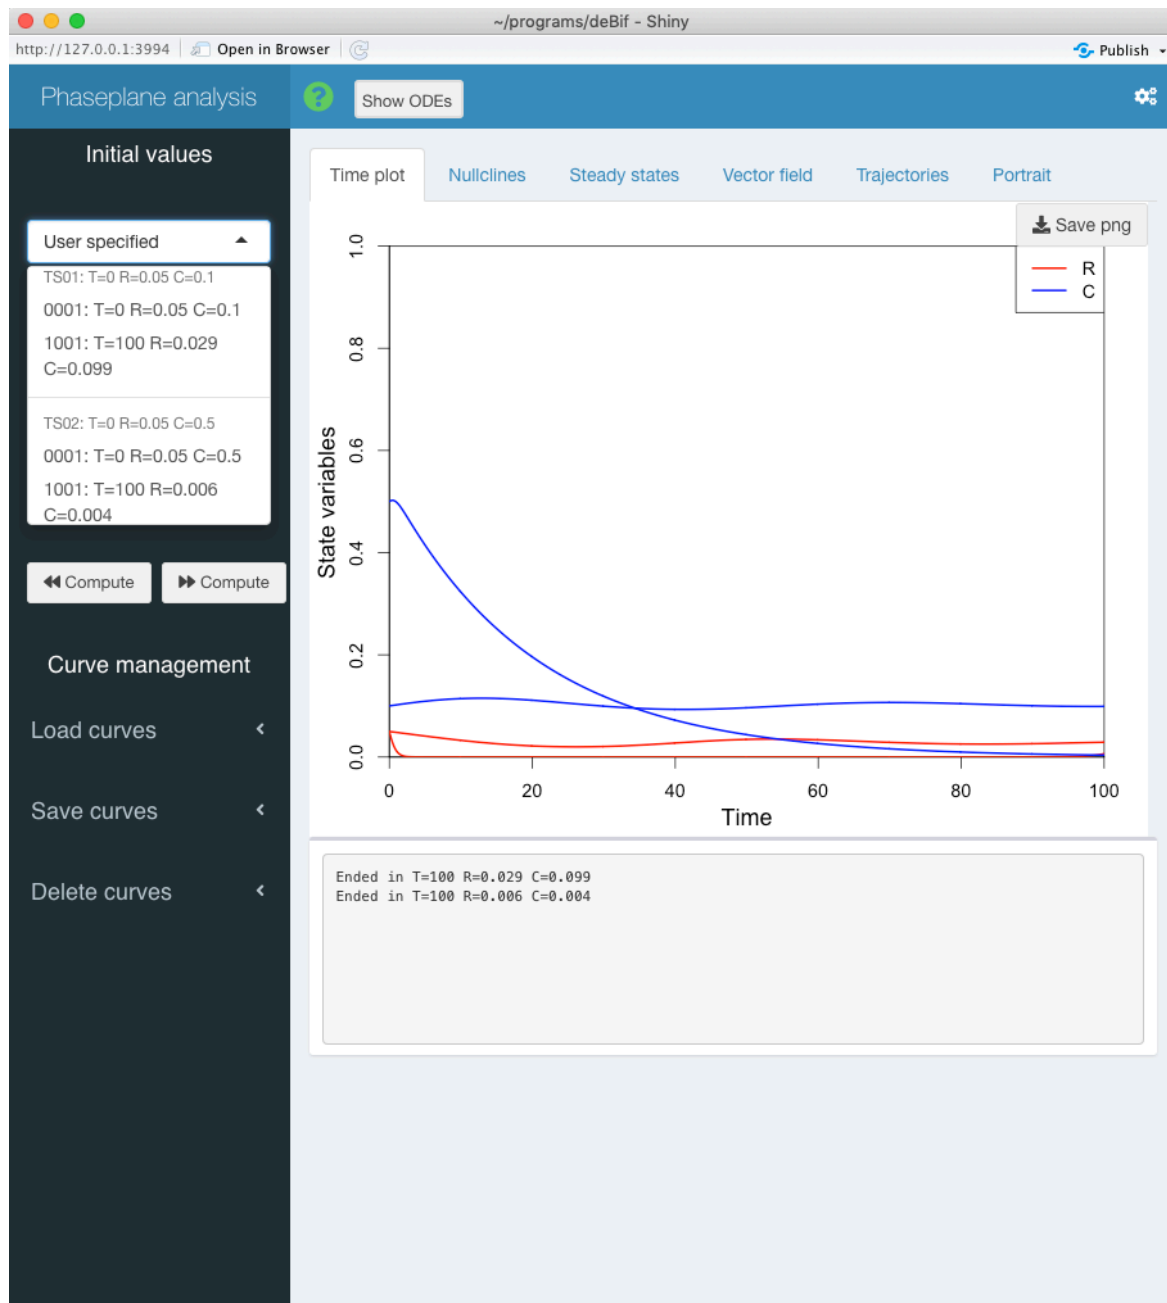 ~/programs/deBif - Shiny
http://127.0.0.1:3994 Open in Browser Publish
Phaseplane analysis
? Show ODEs
Initial values
User specified
TS01: T=0 R=0.05 C=0.1
0001: T=0 R=0.05 C=0.1
1001: T=100 R=0.029
C=0.099
TS02: T=0 R=0.05 C=0.5
0001: T=0 R=0.05 C=0.5
1001: T=100 R=0.006
C=0.004
Compute Compute
Curve management
Load curves
Save curves
Delete curves
Time plot Nullclines Steady states Vector field Trajectories Portrait
Save png
R
C
State variables
1.0
0.8
0.6
0.4
0.2
0.0
0 20 40 60 80 100
Time
Ended in T=100 R=0.029 C=0.099
Ended in T=100 R=0.006 C=0.004